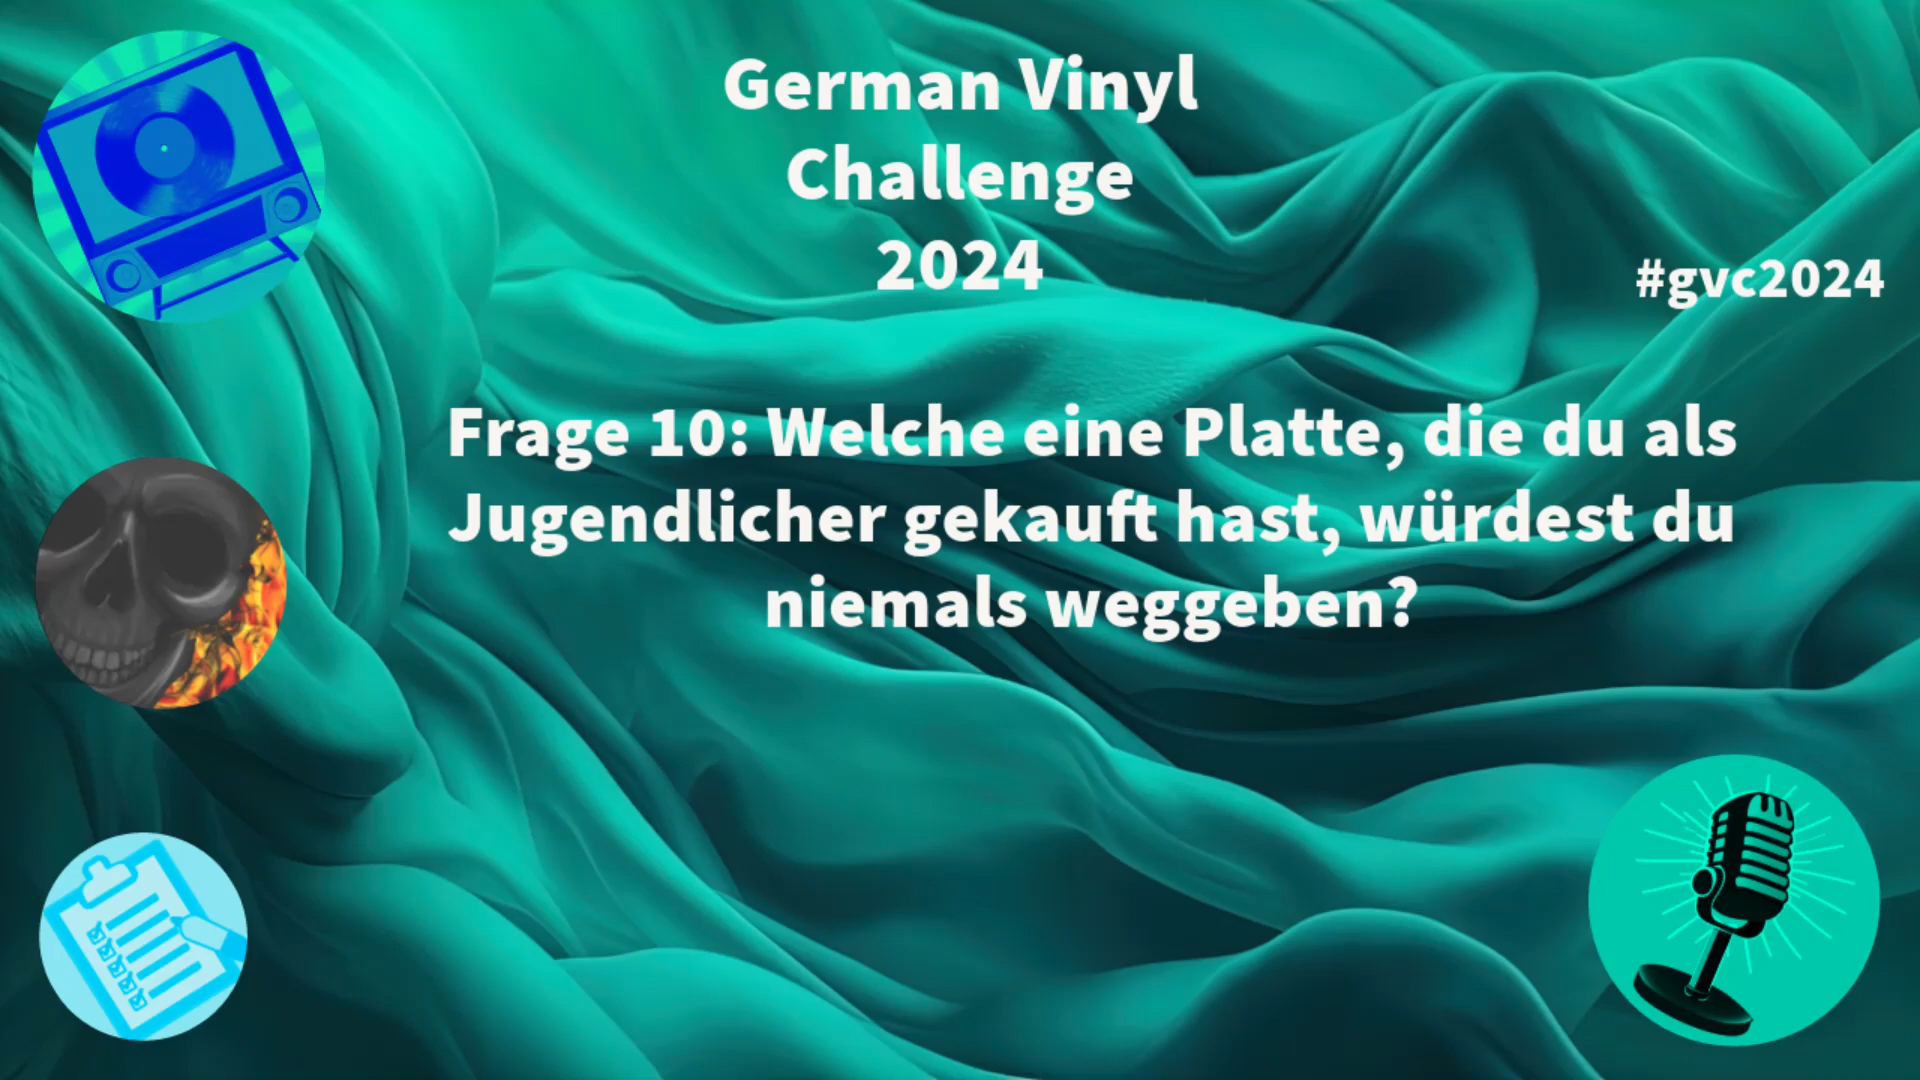 German Vinyl
Challenge
2024
#gvc2024
Frage 10: Welche eine Platte, die du als
Jugendlicher gekauft hast, würdest du
niemals weggeben?